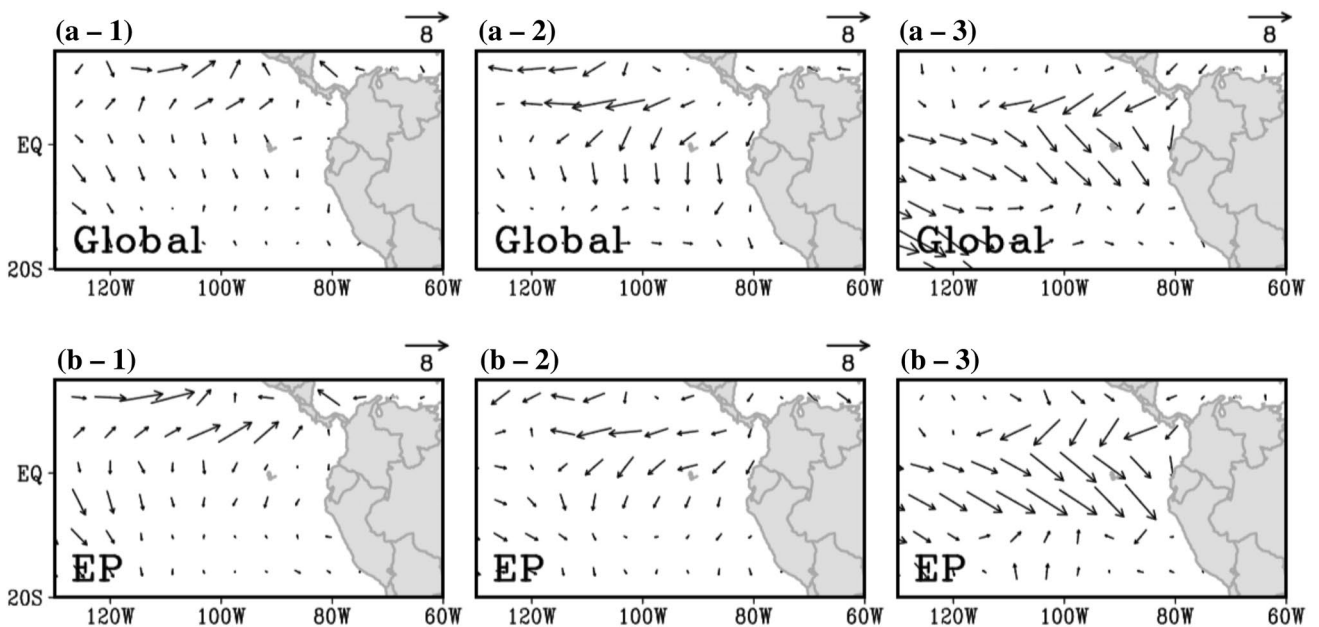 (a – 1) 8 (a – 2) 8 (a – 3) 8
EQ
Global Global Global
20S
120W 100W 80W 60W 120W 100W 80W 60W 120W 100W 80W 60W
(b – 1) 8 (b – 2) 8 (b – 3) 8
EQ
EP EP EP
20S
120W 100W 80W 60W 120W 100W 80W 60W 120W 100W 80W 60W